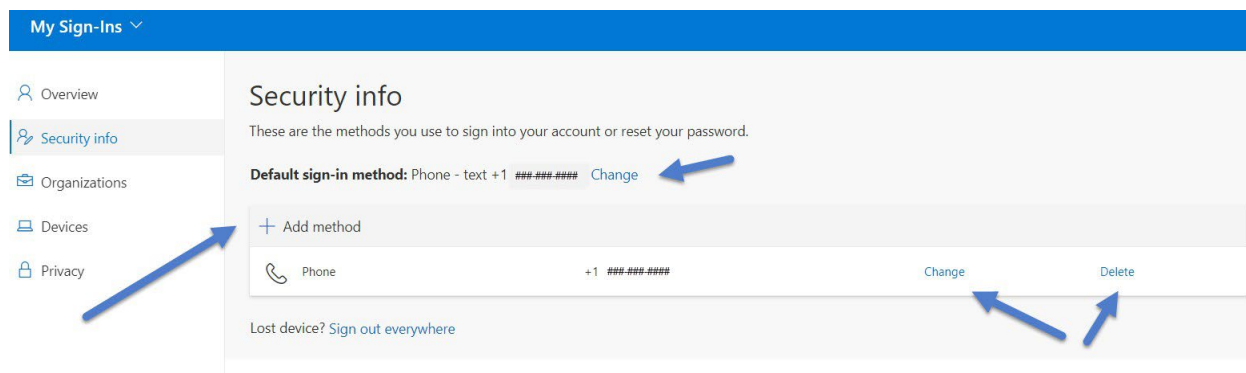 My Sign-Ins
Overview
Security info
Organizations
Devices
Privacy
Security info
These are the methods you use to sign into your account or reset your password.
Default sign-in method: Phone - text +1 ###-###-#### Change
+ Add method
Phone +1 ###-###-#### Change Delete
Lost device? Sign out everywhere